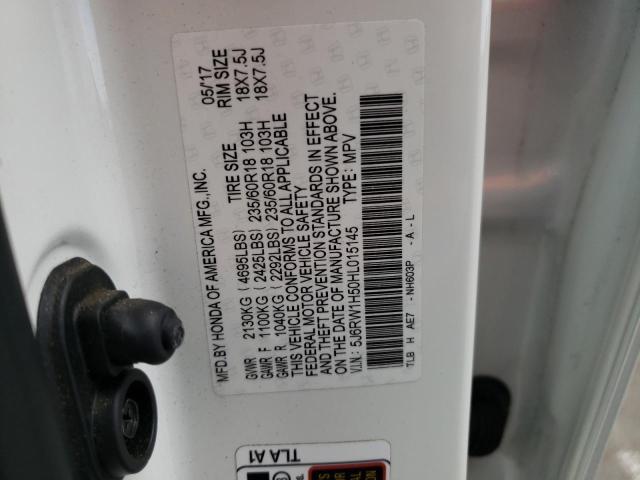 MFD.BY HONDA OF AMERICA MFG.,INC. 05/17
TIRE SIZE RIM SIZE
GVWR 2130KG (4695LBS)
GAWR F 1100KG (2425LBS) 235/60R18 103H 18X7.5J
GAWR R 1040KG (2292LBS) 235/60R18 103H 18X7.5J
THIS VEHICLE CONFORMS TO ALL APPLICABLE
FEDERAL MOTOR VEHICLE SAFETY
AND THEFT PREVENTION STANDARDS IN EFFECT
ON THE DATE OF MANUFACTURE SHOWN ABOVE.
V.I.N.: 5J6RW1H50HL015145 TYPE: MPV
TLB H AE7 - NH603P - A - L
TLA A1